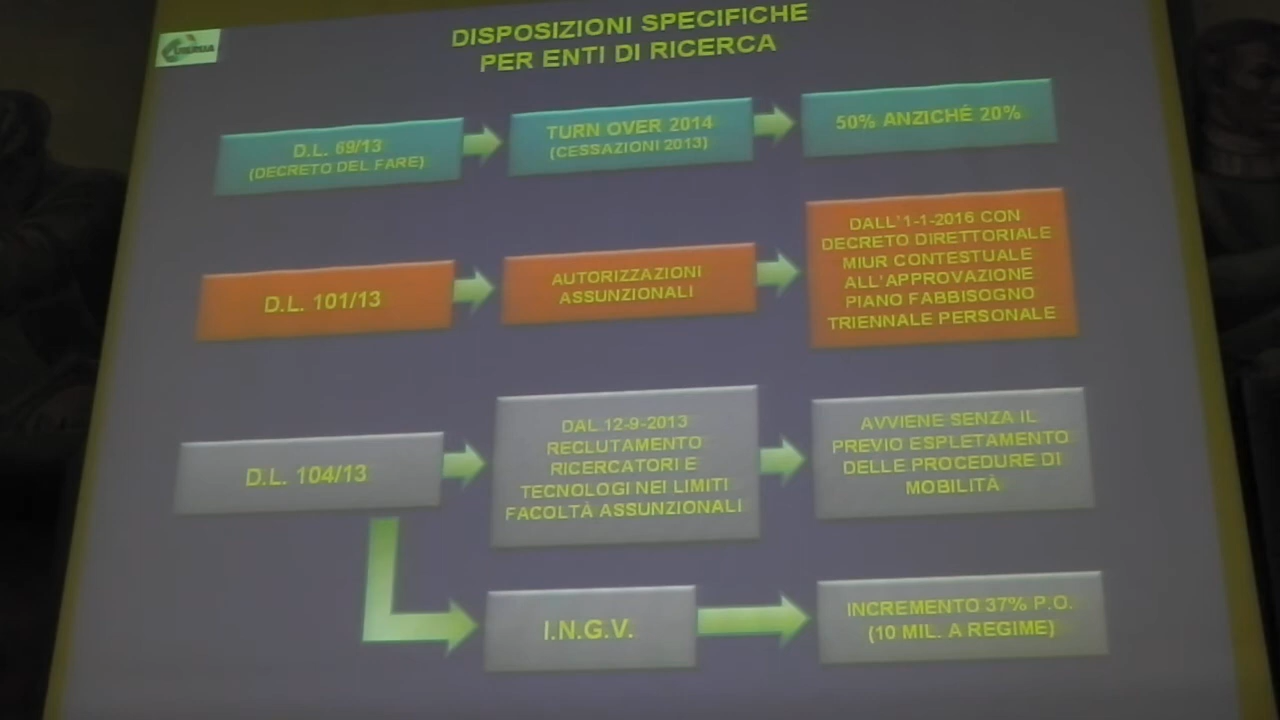 DISPOSIZIONI SPECIFICHE
PER ENTI DI RICERCA
D.L. 69/13
(DECRETO DEL FARE)
TURN OVER 2014
(CESSAZIONI 2013)
50% ANZICHÉ 20%
D.L. 101/13
AUTORIZZAZIONI
ASSUNZIONALI
DALL'1-1-2016 CON
DECRETO DIRETTORIALE
MIUR CONTESTUALE
ALL'APPROVAZIONE
PIANO FABBISOGNO
TRIENNALE PERSONALE
D.L. 104/13
DAL 12-9-2013
RECLUTAMENTO
RICERCATORI E
TECNOLOGI NEI LIMITI
FACOLTÀ ASSUNZIONALI
AVVIENE SENZA IL
PREVIO ESPLETAMENTO
DELLE PROCEDURE DI
MOBILITÀ
I.N.G.V.
INCREMENTO 37% P.O.
(10 MIL. A REGIME)